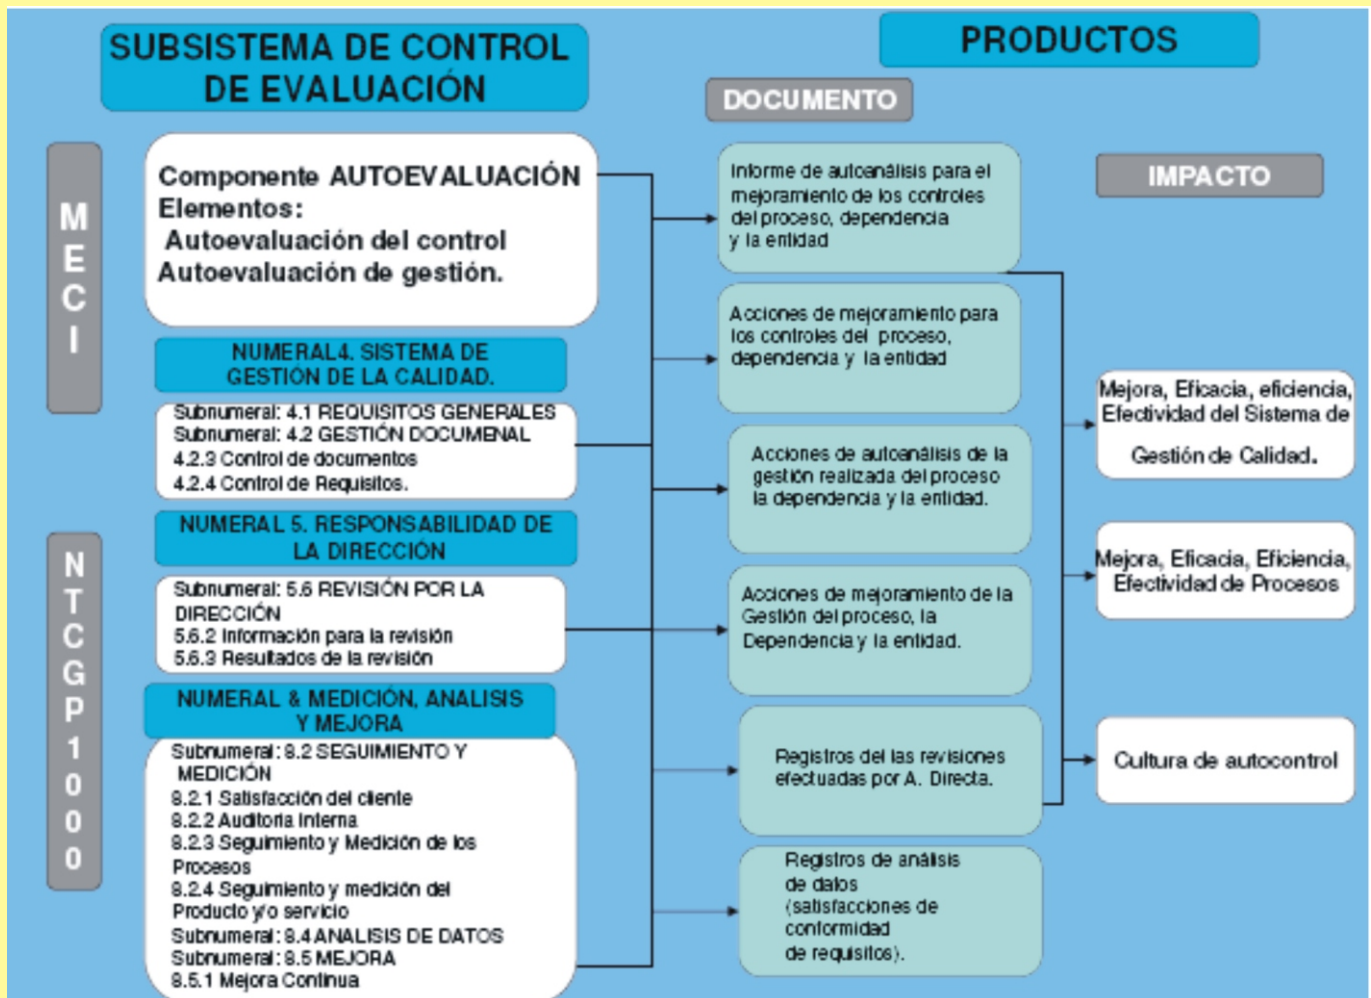 SUBSISTEMA DE CONTROL
DE EVALUACIÓN
PRODUCTOS
DOCUMENTO
IMPACTO
MECI
Componente AUTOEVALUACIÓN
Elementos:
Autoevaluación del control
Autoevaluación de gestión.
NUMERAL4. SISTEMA DE
GESTIÓN DE LA CALIDAD.
Subnumeral: 4.1 REQUISITOS GENERALES
Subnumeral: 4.2 GESTIÓN DOCUMENAL
4.2.3 Control de documentos
4.2.4 Control de Requisitos.
NTCGP1000
NUMERAL 5. RESPONSABILIDAD DE
LA DIRECCIÓN
Subnumeral: 5.6 REVISIÓN POR LA
DIRECCIÓN
5.6.2 Información para la revisión
5.6.3 Resultados de la revisión
NUMERAL & MEDICIÓN, ANALISIS
Y MEJORA
Subnumeral: 8.2 SEGUIMIENTO Y
MEDICIÓN
8.2.1 Satisfacción del cliente
8.2.2 Auditoria Interna
8.2.3 Seguimiento y Medición de los
Procesos
8.2.4 Seguimiento y medición del
Producto y/o servicio
Subnumeral: 8.4 ANALISIS DE DATOS
Subnumeral: 8.5 MEJORA
8.5.1 Mejora Continua
Informe de autoanálisis para el
mejoramiento de los controles
del proceso, dependencia
y la entidad
Acciones de mejoramiento para
los controles del proceso,
dependencia y la entidad
Acciones de autoanálisis de la
gestión realizada del proceso
la dependencia y la entidad.
Acciones de mejoramiento de la
Gestión del proceso, la
Dependencia y la entidad.
Registros del las revisiones
efectuadas por A. Directa.
Registros de análisis
de datos
(satisfacciones de
conformidad
de requisitos).
Mejora, Eficacia, eficiencia,
Efectividad del Sistema de
Gestión de Calidad.
Mejora, Eficacia, Eficiencia,
Efectividad de Procesos
Cultura de autocontrol